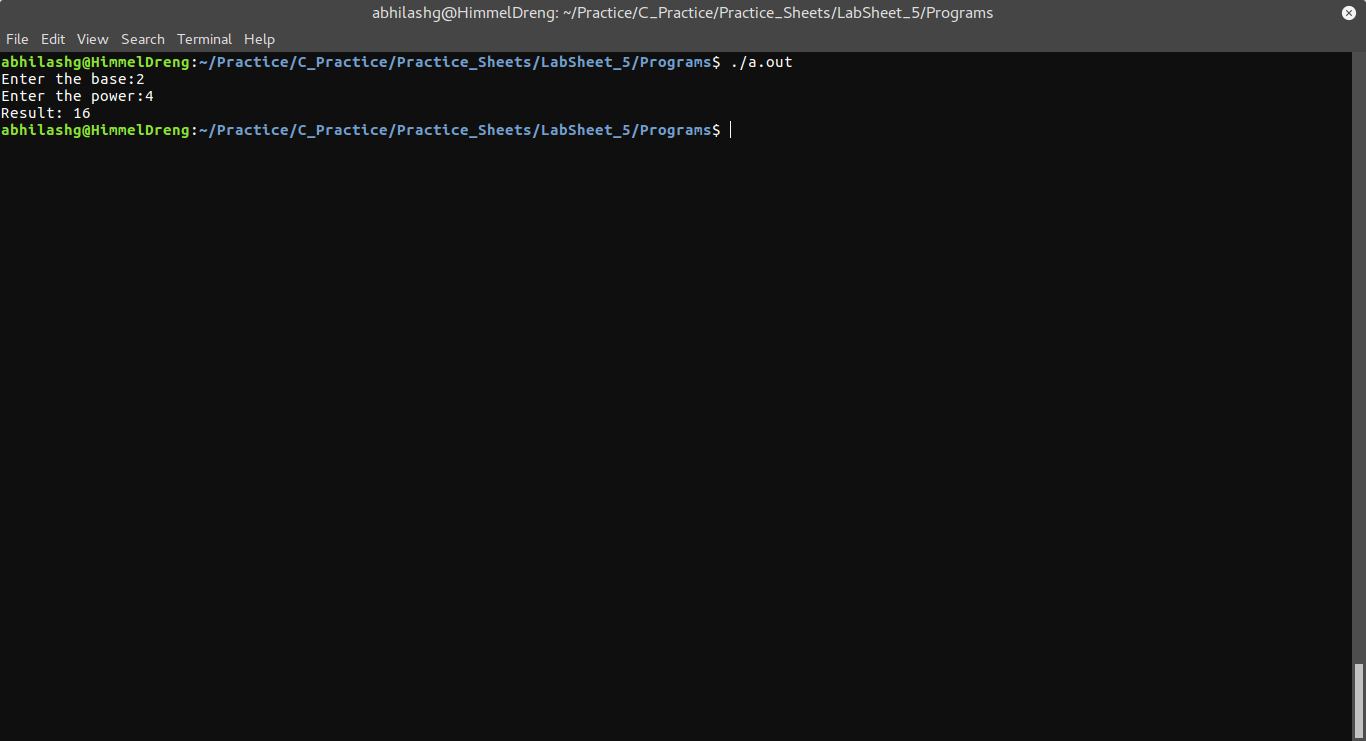 abhilashg@HimmelDreng: ~/Practice/C_Practice/Practice_Sheets/LabSheet_5/Programs
File Edit View Search Terminal Help
abhilashg@HimmelDreng:~/Practice/C_Practice/Practice_Sheets/LabSheet_5/Programs$ ./a.out
Enter the base:2
Enter the power:4
Result: 16
abhilashg@HimmelDreng:~/Practice/C_Practice/Practice_Sheets/LabSheet_5/Programs$